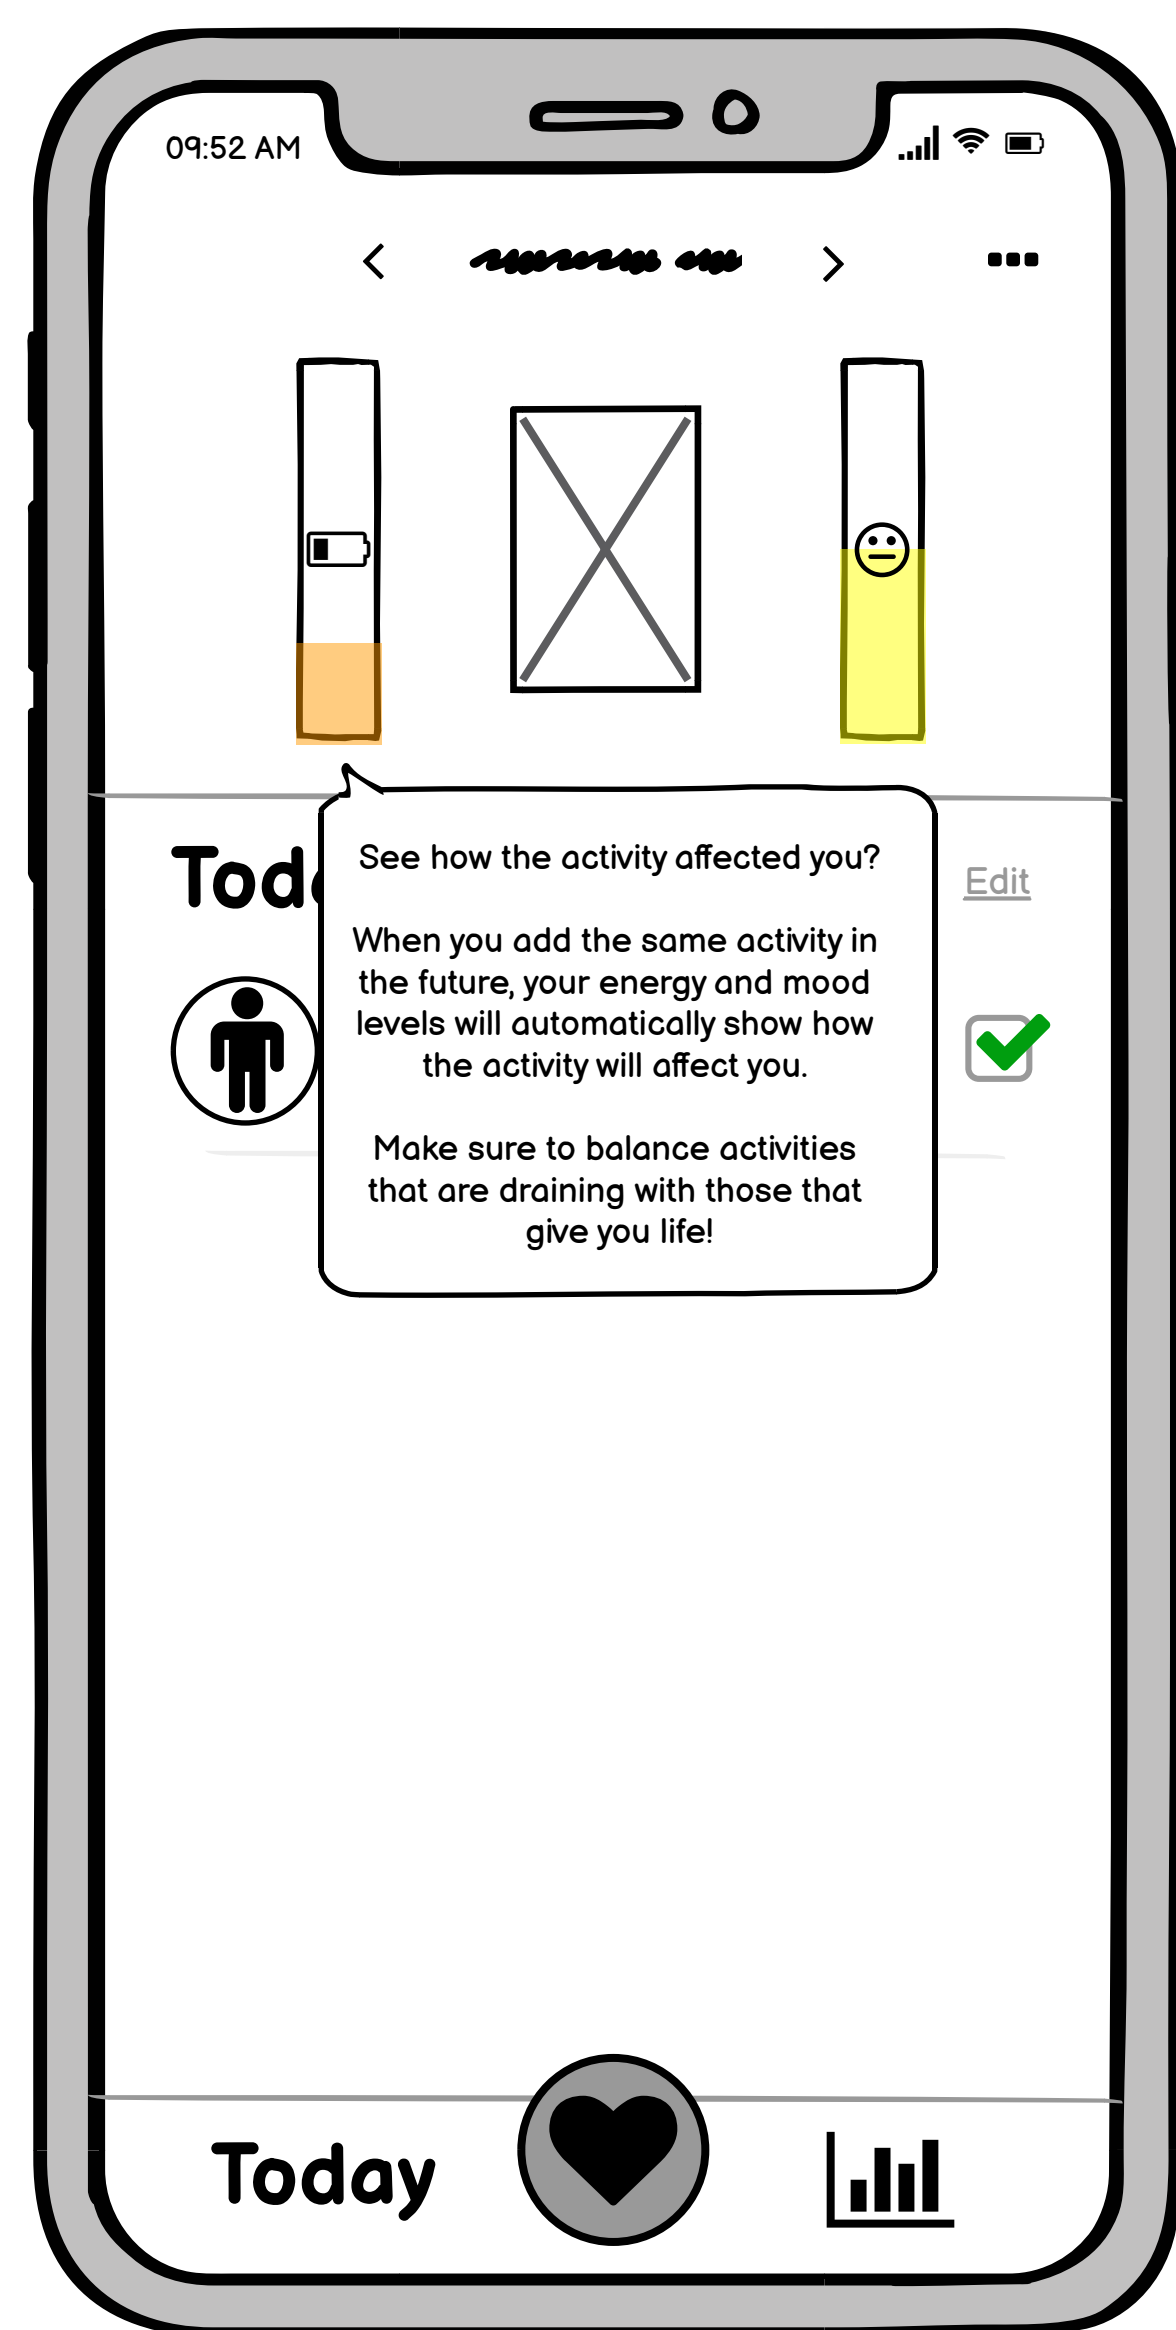 09:52 AM
Tod
Edit
See how the activity affected you?
When you add the same activity in
the future, your energy and mood
levels will automatically show how
the activity will affect you.
Make sure to balance activities
that are draining with those that
give you life!
Today